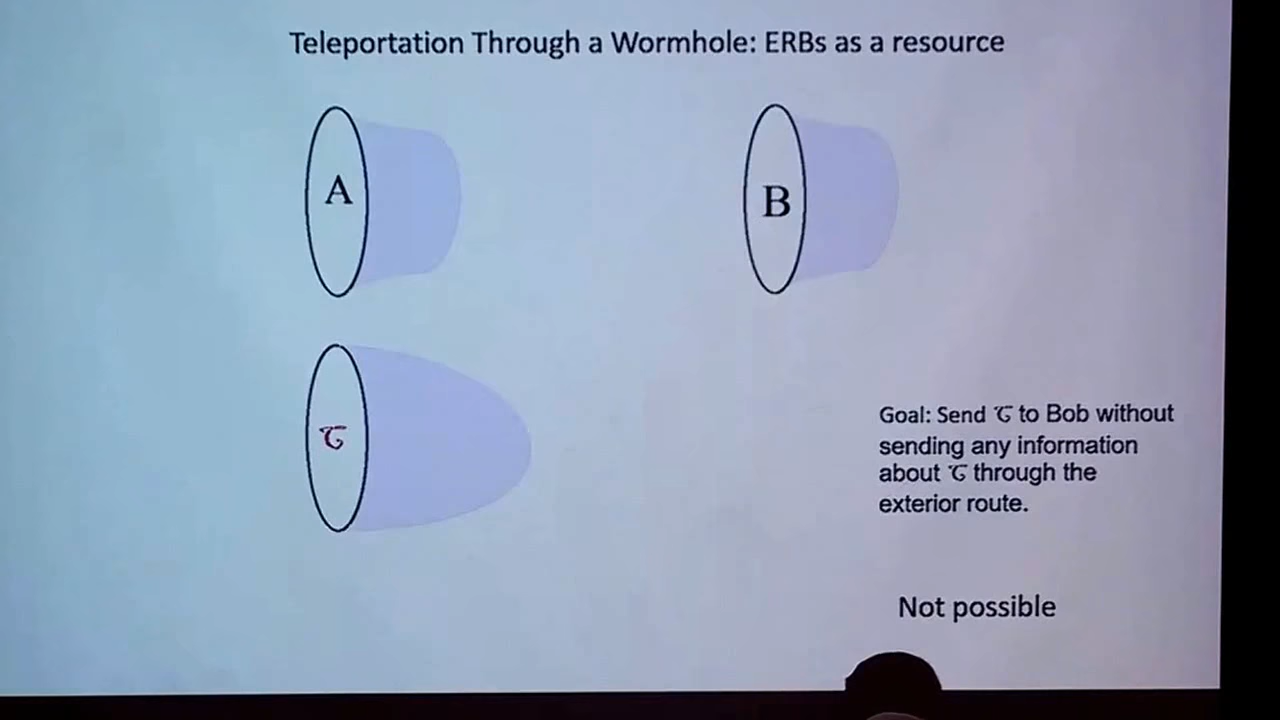 Teleportation Through a Wormhole: ERBs as a resource
A
B
𝒯
Goal: Send 𝒯 to Bob without
sending any information
about 𝒯 through the
exterior route.
Not possible